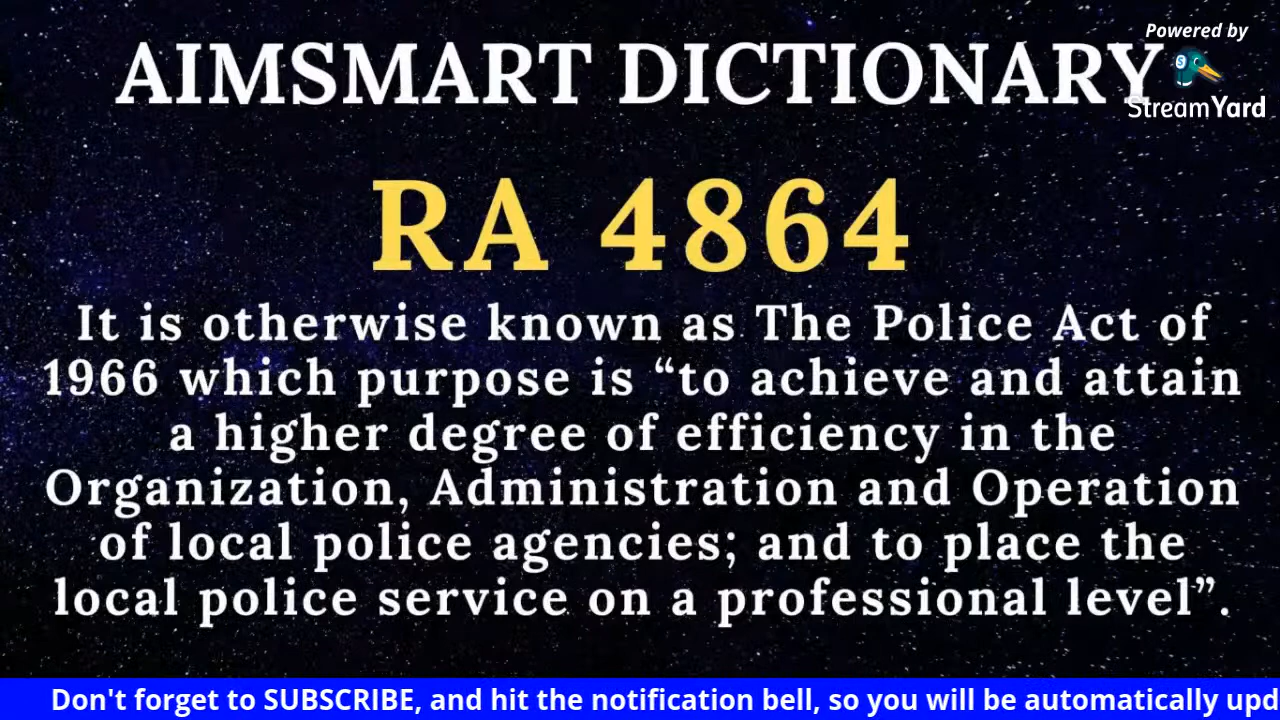 Powered by
AIMSMART DICTIONARY
StreamYard
RA 4864
It is otherwise known as The Police Act of
1966 which purpose is “to achieve and attain
a higher degree of efficiency in the
Organization, Administration and Operation
of local police agencies; and to place the
local police service on a professional level”.
Don't forget to SUBSCRIBE, and hit the notification bell, so you will be automatically upd